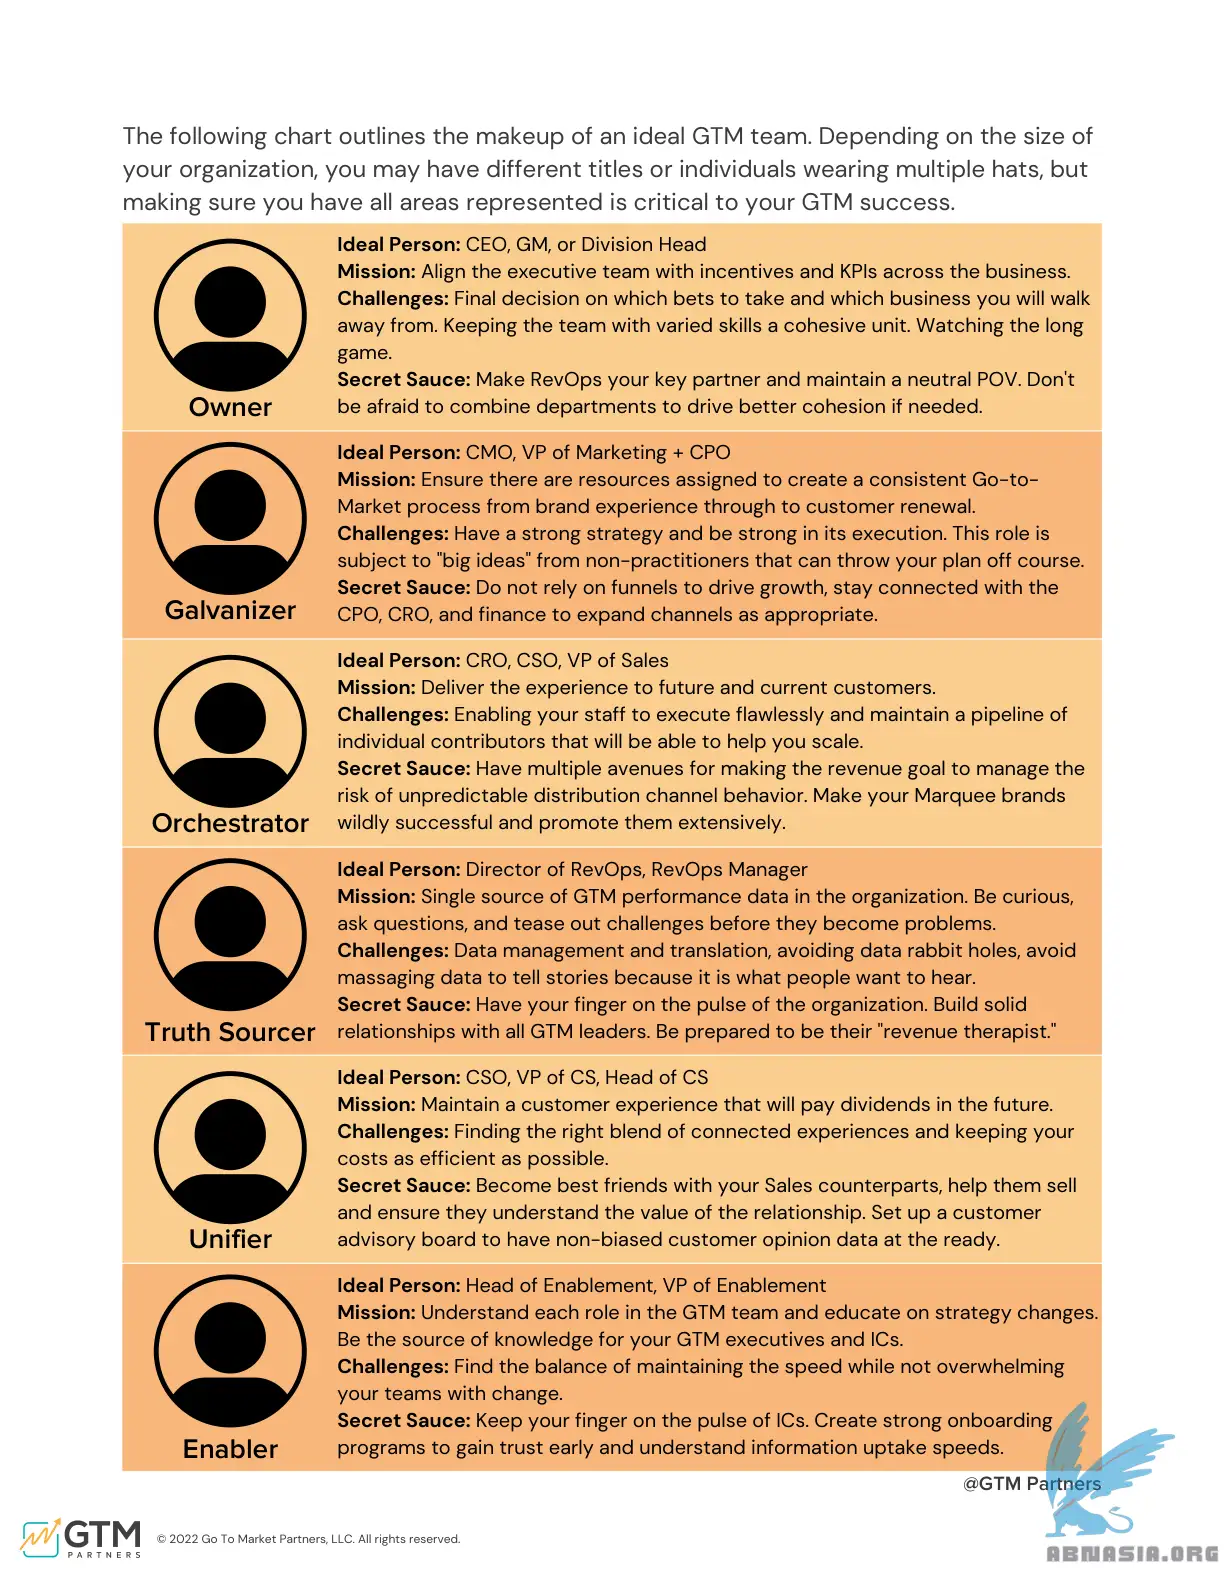 The following chart outlines the makeup of an ideal GTM team. Depending on the size of
your organization, you may have different titles or individuals wearing multiple hats, but
making sure you have all areas represented is critical to your GTM success.
Owner
Ideal Person: CEO, GM, or Division Head
Mission: Align the executive team with incentives and KPIs across the business.
Challenges: Final decision on which bets to take and which business you will walk
away from. Keeping the team with varied skills a cohesive unit. Watching the long
game.
Secret Sauce: Make RevOps your key partner and maintain a neutral POV. Don't
be afraid to combine departments to drive better cohesion if needed.
Galvanizer
Ideal Person: CMO, VP of Marketing + CPO
Mission: Ensure there are resources assigned to create a consistent Go-to-
Market process from brand experience through to customer renewal.
Challenges: Have a strong strategy and be strong in its execution. This role is
subject to "big ideas" from non-practitioners that can throw your plan off course.
Secret Sauce: Do not rely on funnels to drive growth, stay connected with the
CPO, CRO, and finance to expand channels as appropriate.
Orchestrator
Ideal Person: CRO, CSO, VP of Sales
Mission: Deliver the experience to future and current customers.
Challenges: Enabling your staff to execute flawlessly and maintain a pipeline of
individual contributors that will be able to help you scale.
Secret Sauce: Have multiple avenues for making the revenue goal to manage the
risk of unpredictable distribution channel behavior. Make your Marquee brands
wildly successful and promote them extensively.
Truth Sourcer
Ideal Person: Director of RevOps, RevOps Manager
Mission: Single source of GTM performance data in the organization. Be curious,
ask questions, and tease out challenges before they become problems.
Challenges: Data management and translation, avoiding data rabbit holes, avoid
massaging data to tell stories because it is what people want to hear.
Secret Sauce: Have your finger on the pulse of the organization. Build solid
relationships with all GTM leaders. Be prepared to be their "revenue therapist."
Unifier
Ideal Person: CSO, VP of CS, Head of CS
Mission: Maintain a customer experience that will pay dividends in the future.
Challenges: Finding the right blend of connected experiences and keeping your
costs as efficient as possible.
Secret Sauce: Become best friends with your Sales counterparts, help them sell
and ensure they understand the value of the relationship. Set up a customer
advisory board to have non-biased customer opinion data at the ready.
Enabler
Ideal Person: Head of Enablement, VP of Enablement
Mission: Understand each role in the GTM team and educate on strategy changes.
Be the source of knowledge for your GTM executives and ICs.
Challenges: Find the balance of maintaining the speed while not overwhelming
your teams with change.
Secret Sauce: Keep your finger on the pulse of ICs. Create strong onboarding
programs to gain trust early and understand information uptake speeds.
@GTM Partners
GTM
PARTNERS
© 2022 Go To Market Partners, LLC. All rights reserved.
ABNASIA.ORG